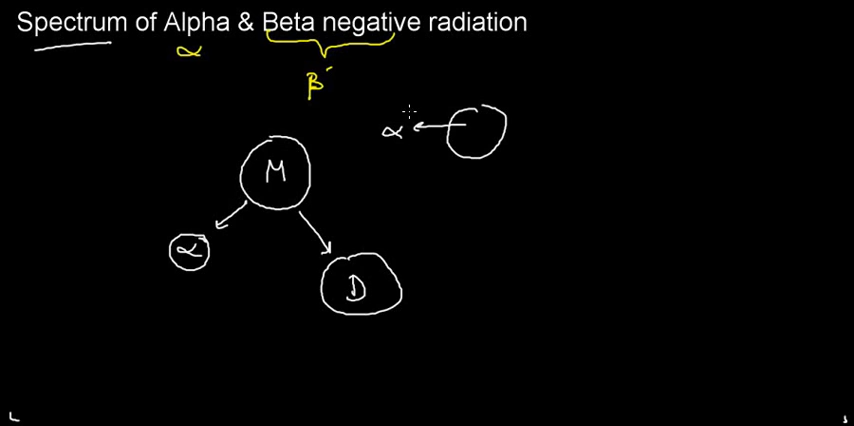 Spectrum of Alpha & Beta negative radiation
α
β⁻
α
M
α
D